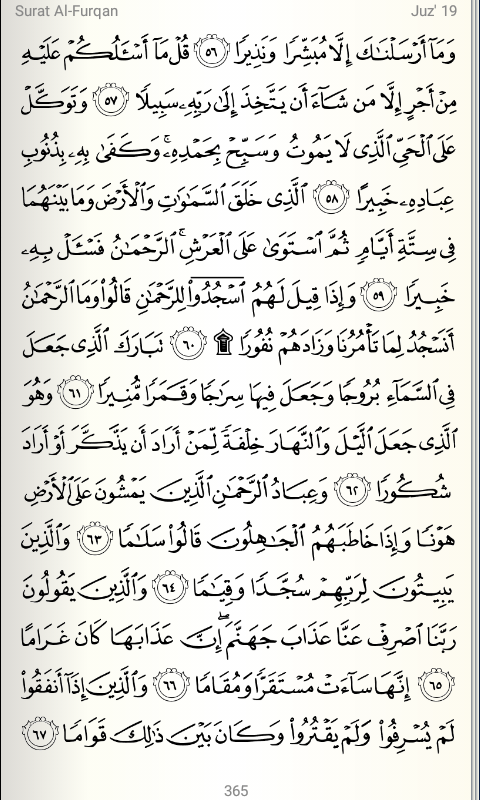 Surat Al-Furqan
Juz' 19
وَمَآ أَرْسَلْنَٰكَ إِلَّا مُبَشِّرًا وَنَذِيرًا ٥٦ قُلْ مَآ أَسْـَٔلُكُمْ عَلَيْهِ
مِنْ أَجْرٍ إِلَّا مَن شَآءَ أَن يَتَّخِذَ إِلَىٰ رَبِّهِۦ سَبِيلًا ٥٧ وَتَوَكَّلْ
عَلَى ٱلْحَىِّ ٱلَّذِى لَا يَمُوتُ وَسَبِّحْ بِحَمْدِهِۦ ۚ وَكَفَىٰ بِهِۦ بِذُنُوبِ
عِبَادِهِۦ خَبِيرًا ٥٨ ٱلَّذِى خَلَقَ ٱلسَّمَٰوَٰتِ وَٱلْأَرْضَ وَمَا بَيْنَهُمَا
فِى سِتَّةِ أَيَّامٍ ثُمَّ ٱسْتَوَىٰ عَلَى ٱلْعَرْشِ ۚ ٱلرَّحْمَٰنُ فَسْـَٔلْ بِهِۦ
خَبِيرًا ٥٩ وَإِذَا قِيلَ لَهُمُ ٱسْجُدُوا۟ لِلرَّحْمَٰنِ قَالُوا۟ وَمَا ٱلرَّحْمَٰنُ
أَنَسْجُدُ لِمَا تَأْمُرُنَا وَزَادَهُمْ نُفُورًا ۩ ٦٠ تَبَارَكَ ٱلَّذِى جَعَلَ
فِى ٱلسَّمَآءِ بُرُوجًا وَجَعَلَ فِيهَا سِرَٰجًا وَقَمَرًا مُّنِيرًا ٦١ وَهُوَ
ٱلَّذِى جَعَلَ ٱلَّيْلَ وَٱلنَّهَارَ خِلْفَةً لِّمَنْ أَرَادَ أَن يَذَّكَّرَ أَوْ أَرَادَ
شُكُورًا ٦٢ وَعِبَادُ ٱلرَّحْمَٰنِ ٱلَّذِينَ يَمْشُونَ عَلَى ٱلْأَرْضِ
هَوْنًا وَإِذَا خَاطَبَهُمُ ٱلْجَٰهِلُونَ قَالُوا۟ سَلَٰمًا ٦٣ وَٱلَّذِينَ
يَبِيتُونَ لِرَبِّهِمْ سُجَّدًا وَقِيَٰمًا ٦٤ وَٱلَّذِينَ يَقُولُونَ
رَبَّنَا ٱصْرِفْ عَنَّا عَذَابَ جَهَنَّمَ ۖ إِنَّ عَذَابَهَا كَانَ غَرَامًا
٦٥ إِنَّهَا سَآءَتْ مُسْتَقَرًّا وَمُقَامًا ٦٦ وَٱلَّذِينَ إِذَآ أَنفَقُوا۟
لَمْ يُسْرِفُوا۟ وَلَمْ يَقْتُرُوا۟ وَكَانَ بَيْنَ ذَٰلِكَ قَوَامًا ٦٧
365